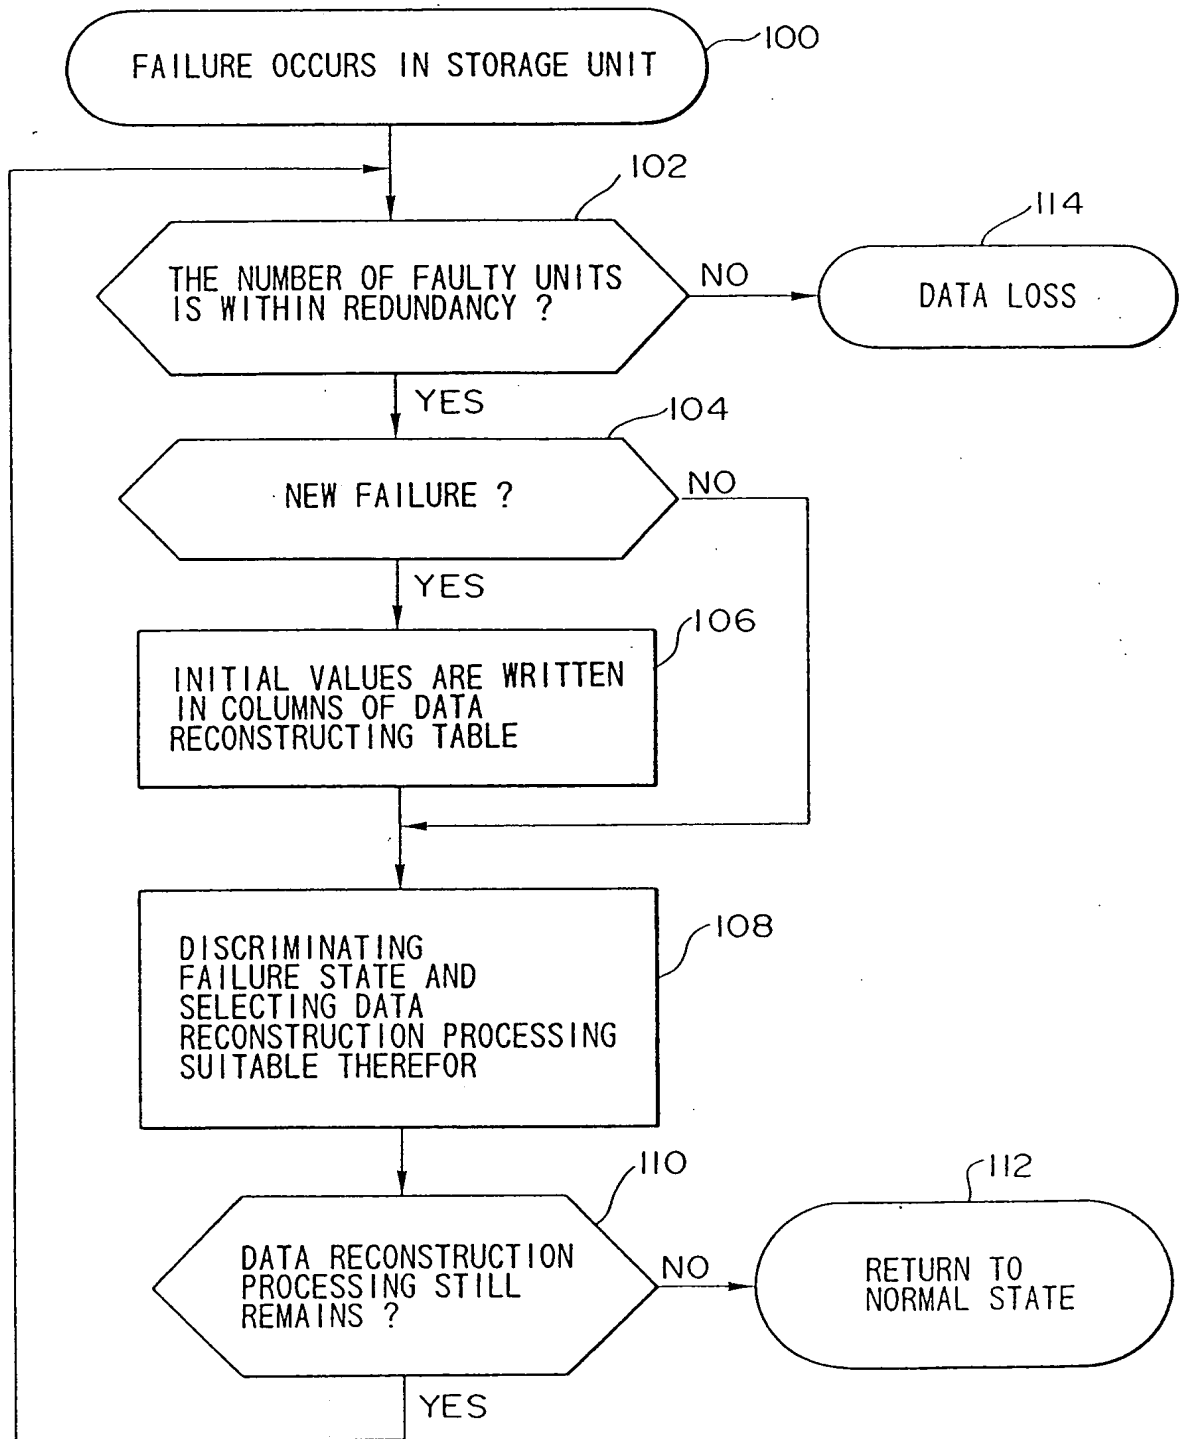 FAILURE OCCURS IN STORAGE UNIT
100
102
THE NUMBER OF FAULTY UNITS
IS WITHIN REDUNDANCY ?
NO
114
DATA LOSS
YES
104
NEW FAILURE ?
NO
YES
106
INITIAL VALUES ARE WRITTEN
IN COLUMNS OF DATA
RECONSTRUCTING TABLE
108
DISCRIMINATING
FAILURE STATE AND
SELECTING DATA
RECONSTRUCTION PROCESSING
SUITABLE THEREFOR
110
DATA RECONSTRUCTION
PROCESSING STILL
REMAINS ?
NO
112
RETURN TO
NORMAL STATE
YES